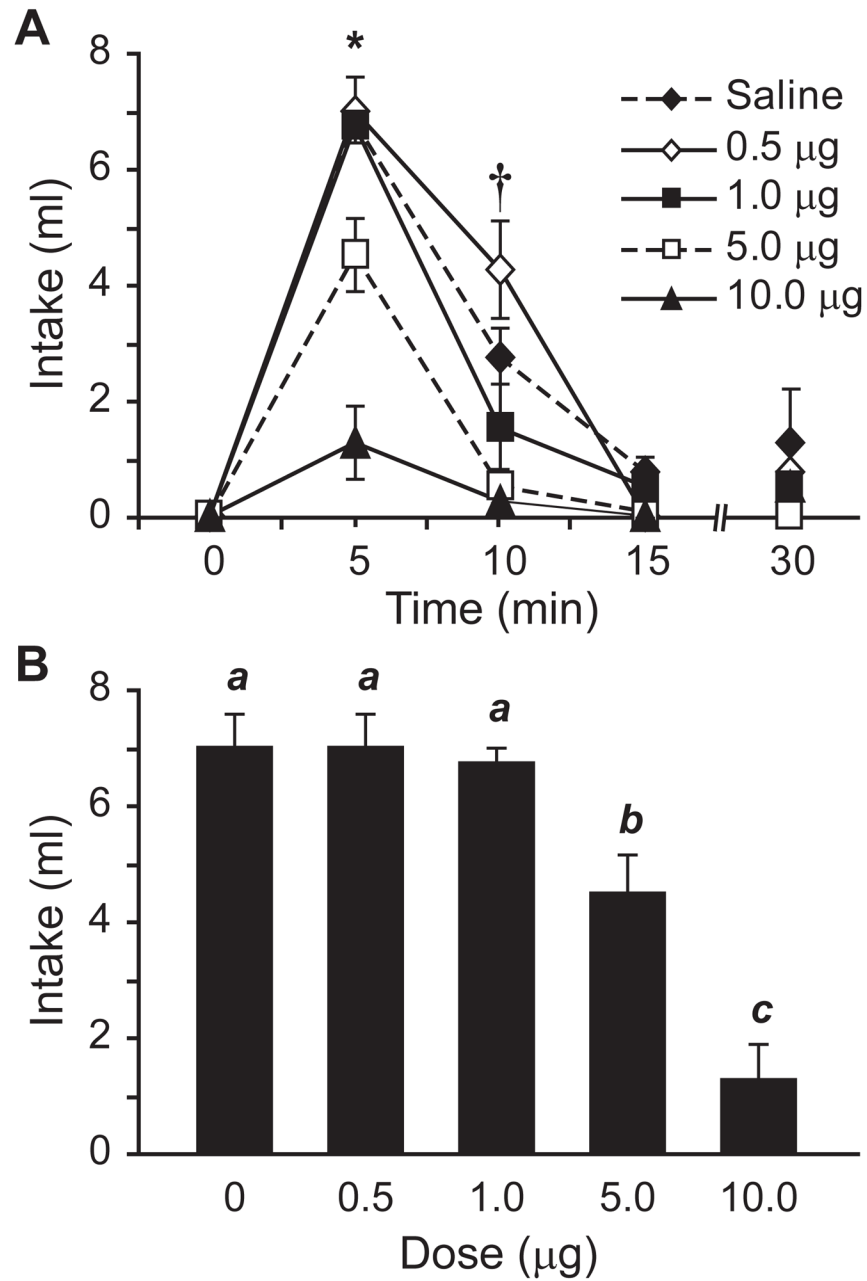 A
*
8
†
6
4
2
0
Intake (ml)
Saline
0.5 μg
1.0 μg
5.0 μg
10.0 μg
0 5 10 15 30
Time (min)
B
8
6
4
2
0
Intake (ml)
a a a b c
0 0.5 1.0 5.0 10.0
Dose (μg)